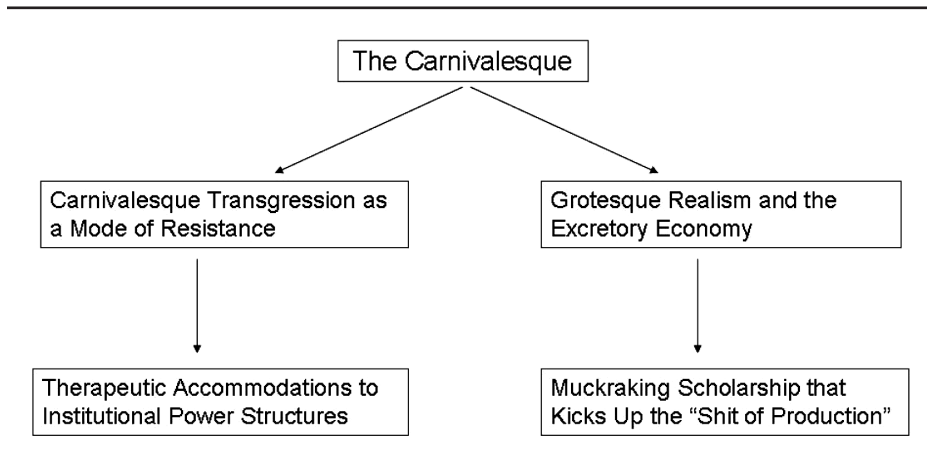 The Carnivalesque
Carnivalesque Transgression as
a Mode of Resistance
Grotesque Realism and the
Excretory Economy
Therapeutic Accommodations to
Institutional Power Structures
Muckraking Scholarship that
Kicks Up the “Shit of Production”